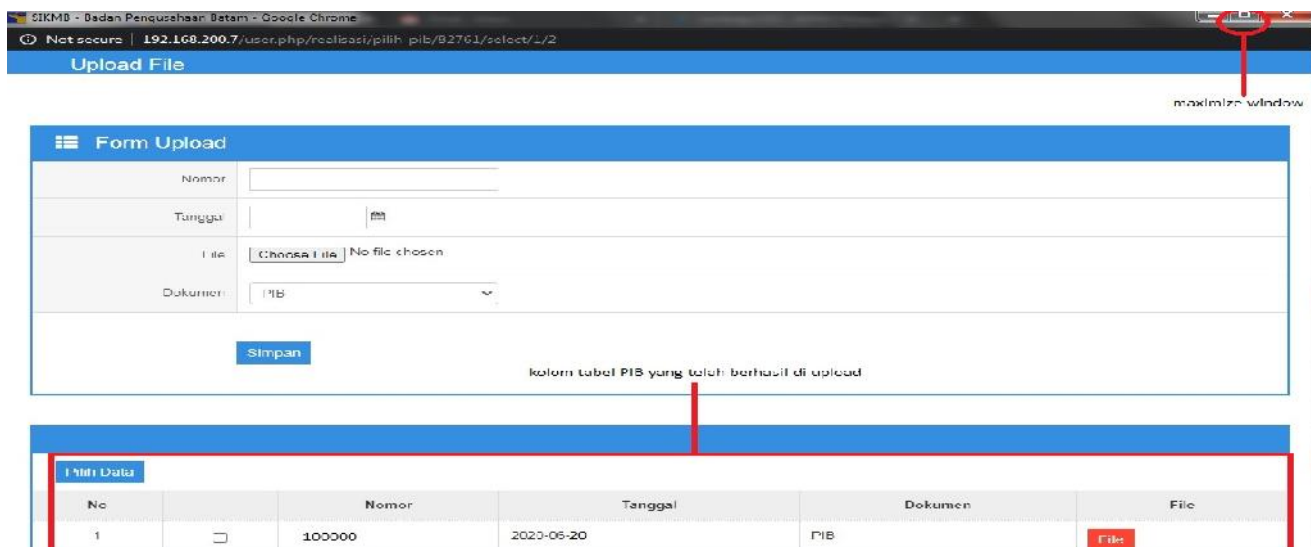 SIKMB - Badan Pengusahaan Batam - Google Chrome
Not secure | 192.168.200.7/user.php/realisasi/pilih_pib/82761/select/1/2
Upload File
maximize window
Form Upload
Nomor
Tanggal
File Choose File No file chosen
Dokumen PIB
Simpan
kolom tabel PIB yang telah berhasil di upload
Pilih Data
No Nomor Tanggal Dokumen File
1 100000 2020-06-20 PIB File